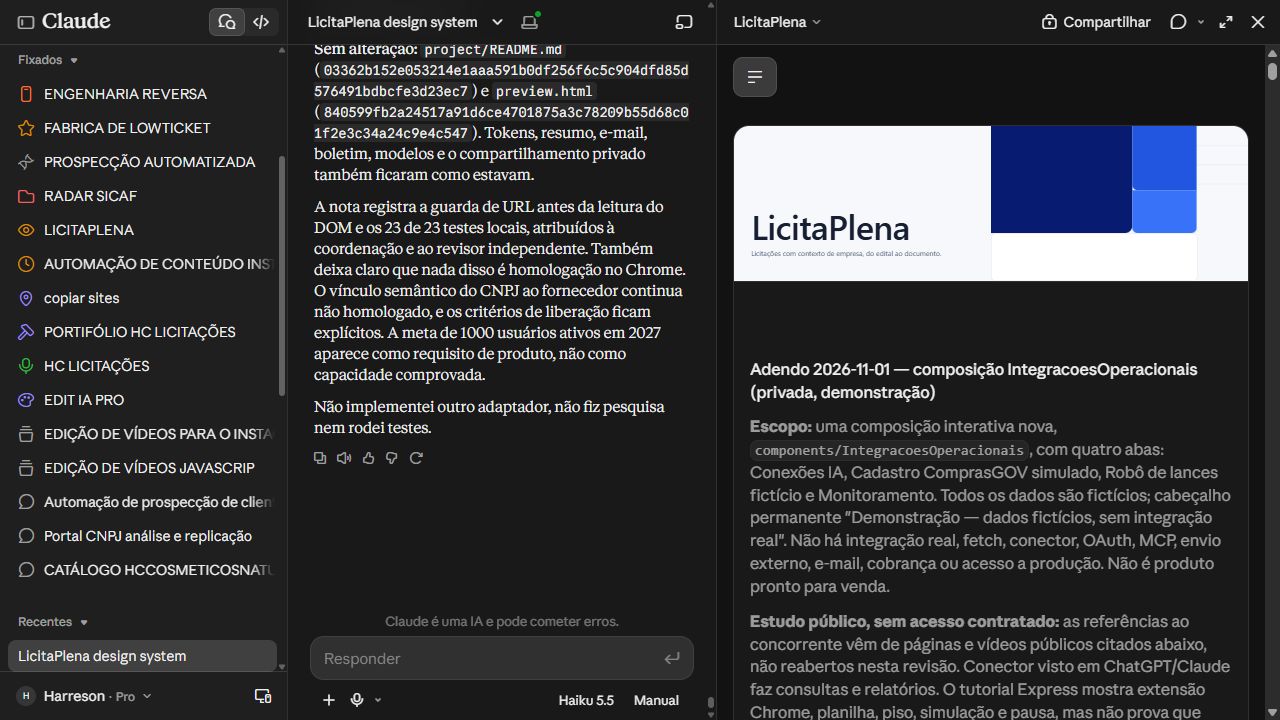 Claude
Fixados
ENGENHARIA REVERSA
FABRICA DE LOWTICKET
PROSPECÇÃO AUTOMATIZADA
RADAR SICAF
LICITAPLENA
AUTOMAÇÃO DE CONTEÚDO INST
copiar sites
PORTIFÓLIO HC LICITAÇÕES
HC LICITAÇÕES
EDIT IA PRO
EDIÇÃO DE VÍDEOS PARA O INSTA
EDIÇÃO DE VÍDEOS JAVASCRIP
Automação de prospecção de clien
Portal CNPJ análise e replicação
CATÁLOGO HCCOSMETICOSNATU
Recentes
LicitaPlena design system
H Harreson · Pro
LicitaPlena design system
Sem alteração: project/README.md
(03362b152e053214e1aaa591b0df256f6c5c904dfd85d
576491bdbcfe3d23ec7) e preview.html
(840599fb2a24517a91d6ce4701875a3c78209b55d68c0
1f2e3c34a24c9e4c547). Tokens, resumo, e-mail,
boletim, modelos e o compartilhamento privado
também ficaram como estavam.
A nota registra a guarda de URL antes da leitura do
DOM e os 23 de 23 testes locais, atribuídos à
coordenação e ao revisor independente. Também
deixa claro que nada disso é homologação no Chrome.
O vínculo semântico do CNPJ ao fornecedor continua
não homologado, e os critérios de liberação ficam
explícitos. A meta de 1000 usuários ativos em 2027
aparece como requisito de produto, não como
capacidade comprovada.
Não implementei outro adaptador, não fiz pesquisa
nem rodei testes.
Claude é uma IA e pode cometer erros.
Responder
Haiku 5.5 Manual
LicitaPlena
Compartilhar
LicitaPlena
Licitações com contexto de empresa, do edital ao documento.
Adendo 2026-11-01 — composição IntegracoesOperacionais
(privada, demonstração)
Escopo: uma composição interativa nova,
components/IntegracoesOperacionais, com quatro abas:
Conexões IA, Cadastro ComprasGOV simulado, Robô de lances
fictício e Monitoramento. Todos os dados são fictícios; cabeçalho
permanente "Demonstração — dados fictícios, sem integração
real". Não há integração real, fetch, conector, OAuth, MCP, envio
externo, e-mail, cobrança ou acesso a produção. Não é produto
pronto para venda.
Estudo público, sem acesso contratado: as referências ao
concorrente vêm de páginas e vídeos públicos citados abaixo,
não reabertos nesta revisão. Conector visto em ChatGPT/Claude
faz consultas e relatórios. O tutorial Express mostra extensão
Chrome, planilha, piso, simulação e pausa, mas não prova que